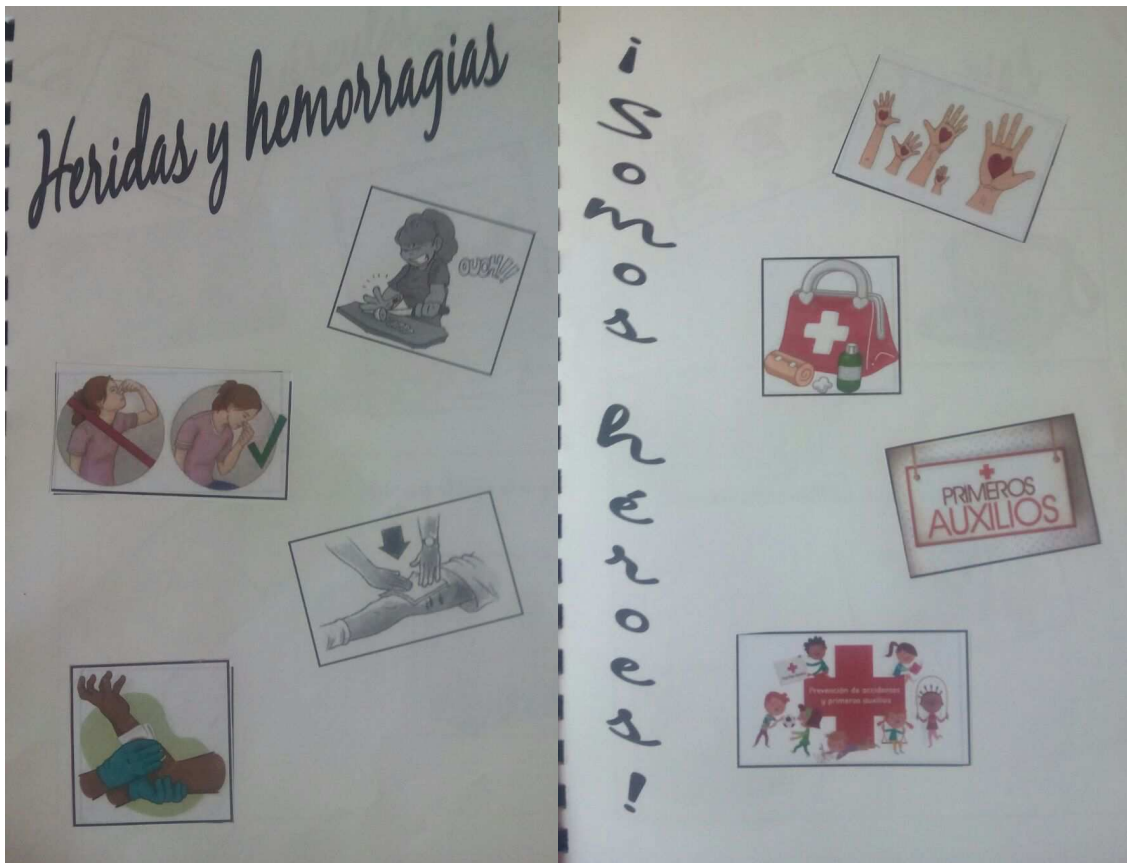 Heridas y hemorragias
OUCH!!
¡Somos héroes!
PRIMEROS
AUXILIOS
Prevención de accidentes
y primeros auxilios